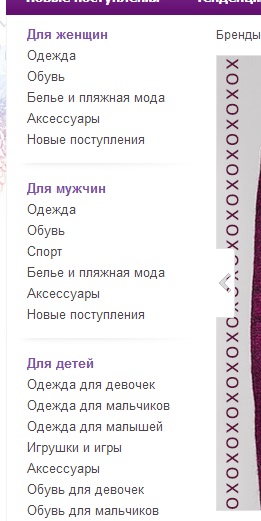 Новые поступления
Для женщин
Одежда
Обувь
Белье и пляжная мода
Аксессуары
Новые поступления
Для мужчин
Одежда
Обувь
Спорт
Белье и пляжная мода
Аксессуары
Новые поступления
Для детей
Одежда для девочек
Одежда для мальчиков
Одежда для малышей
Игрушки и игры
Аксессуары
Обувь для девочек
Обувь для мальчиков
Бренды